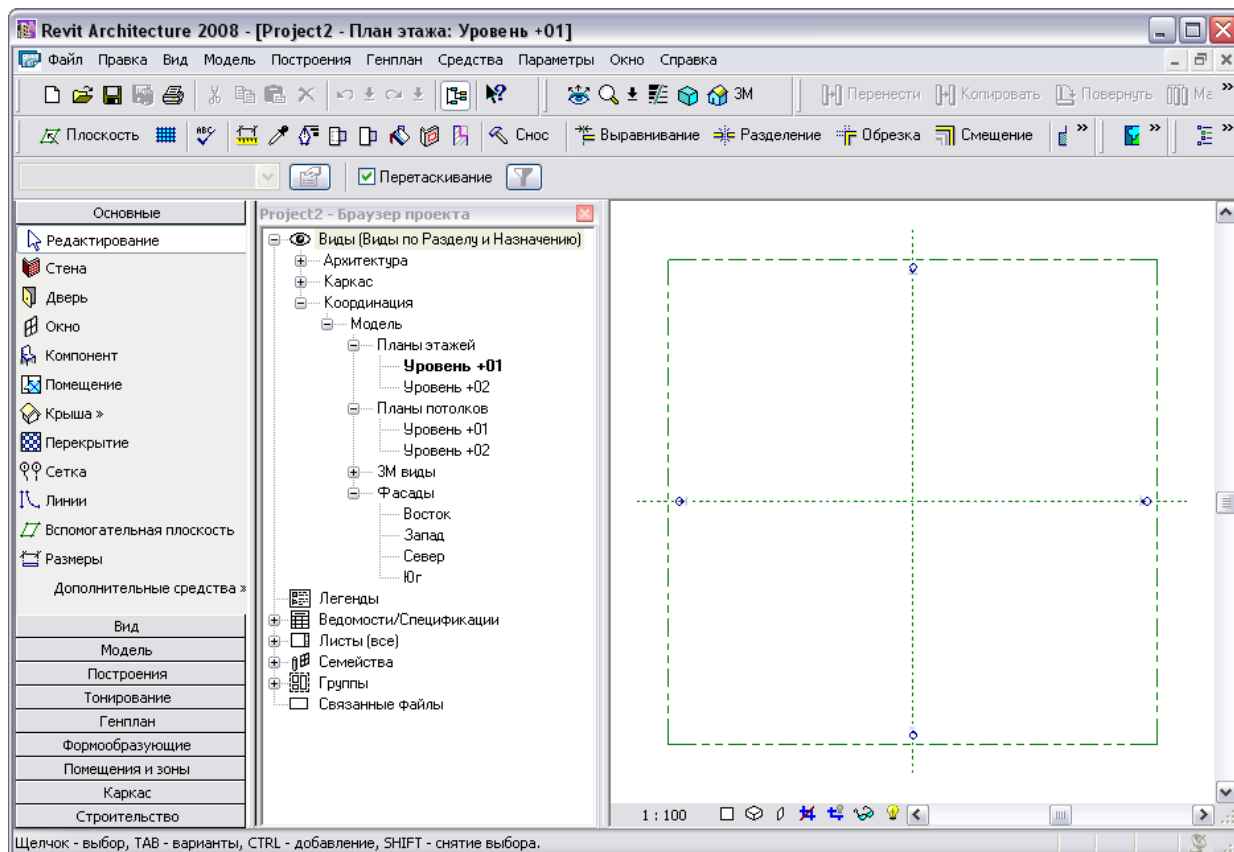 Revit Architecture 2008 - [Project2 - План этажа: Уровень +01]
Файл Правка Вид Модель Построения Генплан Средства Параметры Окно Справка
3М Перенести Копировать Повернуть Ма »
Плоскость ABC Снос Выравнивание Разделение Обрезка Смещение » » »
Перетаскивание
Основные
Редактирование
Стена
Дверь
Окно
Компонент
Помещение
Крыша »
Перекрытие
Сетка
Линии
Вспомогательная плоскость
Размеры
Дополнительные средства »
Вид
Модель
Построения
Тонирование
Генплан
Формообразующие
Помещения и зоны
Каркас
Строительство
Project2 - Браузер проекта
Виды (Виды по Разделу и Назначению)
Архитектура
Каркас
Координация
Модель
Планы этажей
Уровень +01
Уровень +02
Планы потолков
Уровень +01
Уровень +02
3М виды
Фасады
Восток
Запад
Север
Юг
Легенды
Ведомости/Спецификации
Листы (все)
Семейства
Группы
Связанные файлы
1 : 100
Щелчок - выбор, TAB - варианты, CTRL - добавление, SHIFT - снятие выбора.